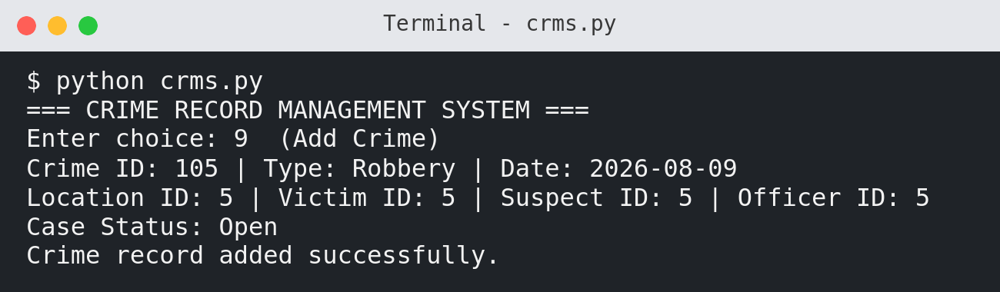 Terminal - crms.py
$ python crms.py
=== CRIME RECORD MANAGEMENT SYSTEM ===
Enter choice: 9  (Add Crime)
Crime ID: 105 | Type: Robbery | Date: 2026-08-09
Location ID: 5 | Victim ID: 5 | Suspect ID: 5 | Officer ID: 5
Case Status: Open
Crime record added successfully.